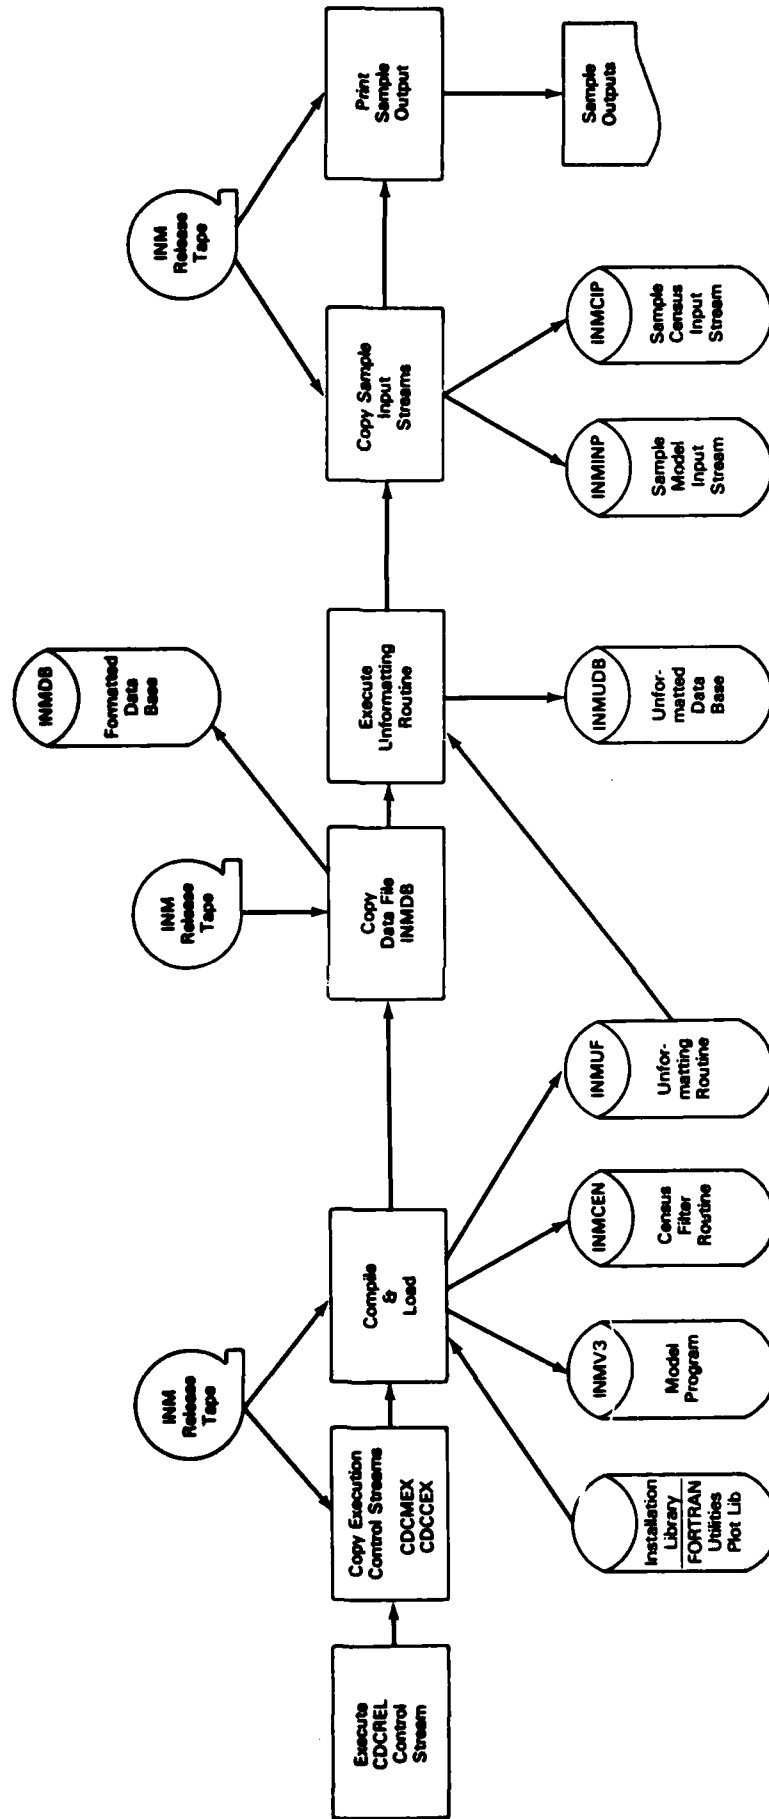 INM
Release
Tape
INM
Release
Tape
INMDB
Formatted
Data
Base
INM
Release
Tape
Execute
CDCREL
Control
Stream
Copy Execution
Control Streams
CDCMEX
CDCCEX
Compile
&
Load
Copy
Data File
INMDB
Execute
Unformatting
Routine
Copy Sample
Input
Streams
Print
Sample
Output
Installation
Library
FORTRAN
Utilities
Plot Lib
INMV3
Model
Program
INMCEN
Census
Filter
Routine
INMUF
Unfor-
matting
Routine
INMUDB
Unfor-
matted
Data Base
INMINP
Sample
Model
Input
Stream
INMCIP
Sample
Census
Input
Stream
Sample
Outputs